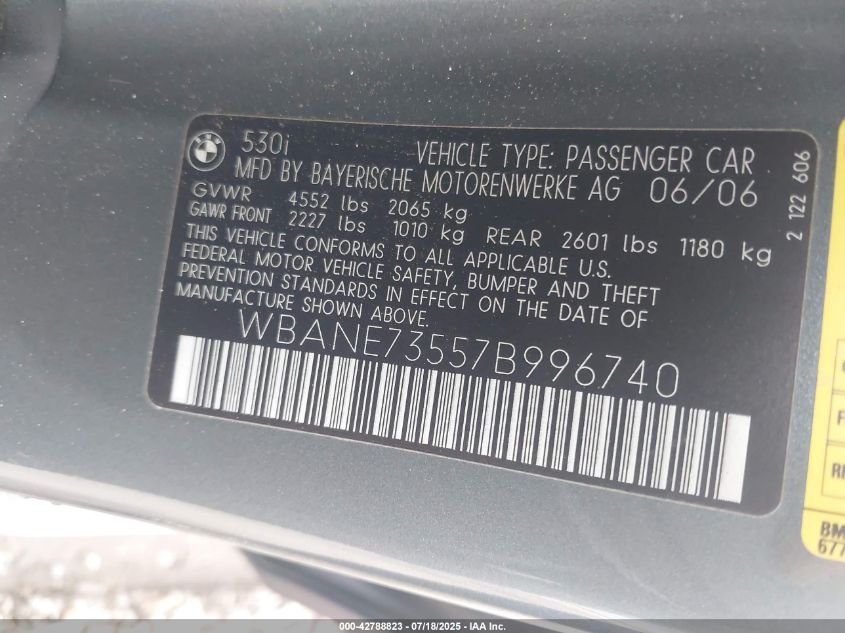 530i VEHICLE TYPE: PASSENGER CAR
MFD BY BAYERISCHE MOTORENWERKE AG 06/06
GVWR 4552 lbs 2065 kg
GAWR FRONT 2227 lbs 1010 kg REAR 2601 lbs 1180 kg
THIS VEHICLE CONFORMS TO ALL APPLICABLE U.S.
FEDERAL MOTOR VEHICLE SAFETY, BUMPER AND THEFT
PREVENTION STANDARDS IN EFFECT ON THE DATE OF
MANUFACTURE SHOWN ABOVE.
WBANE73557B996740
2 122 606
BM
677
000-42788823 / 07/18/2025 - IAA Inc.